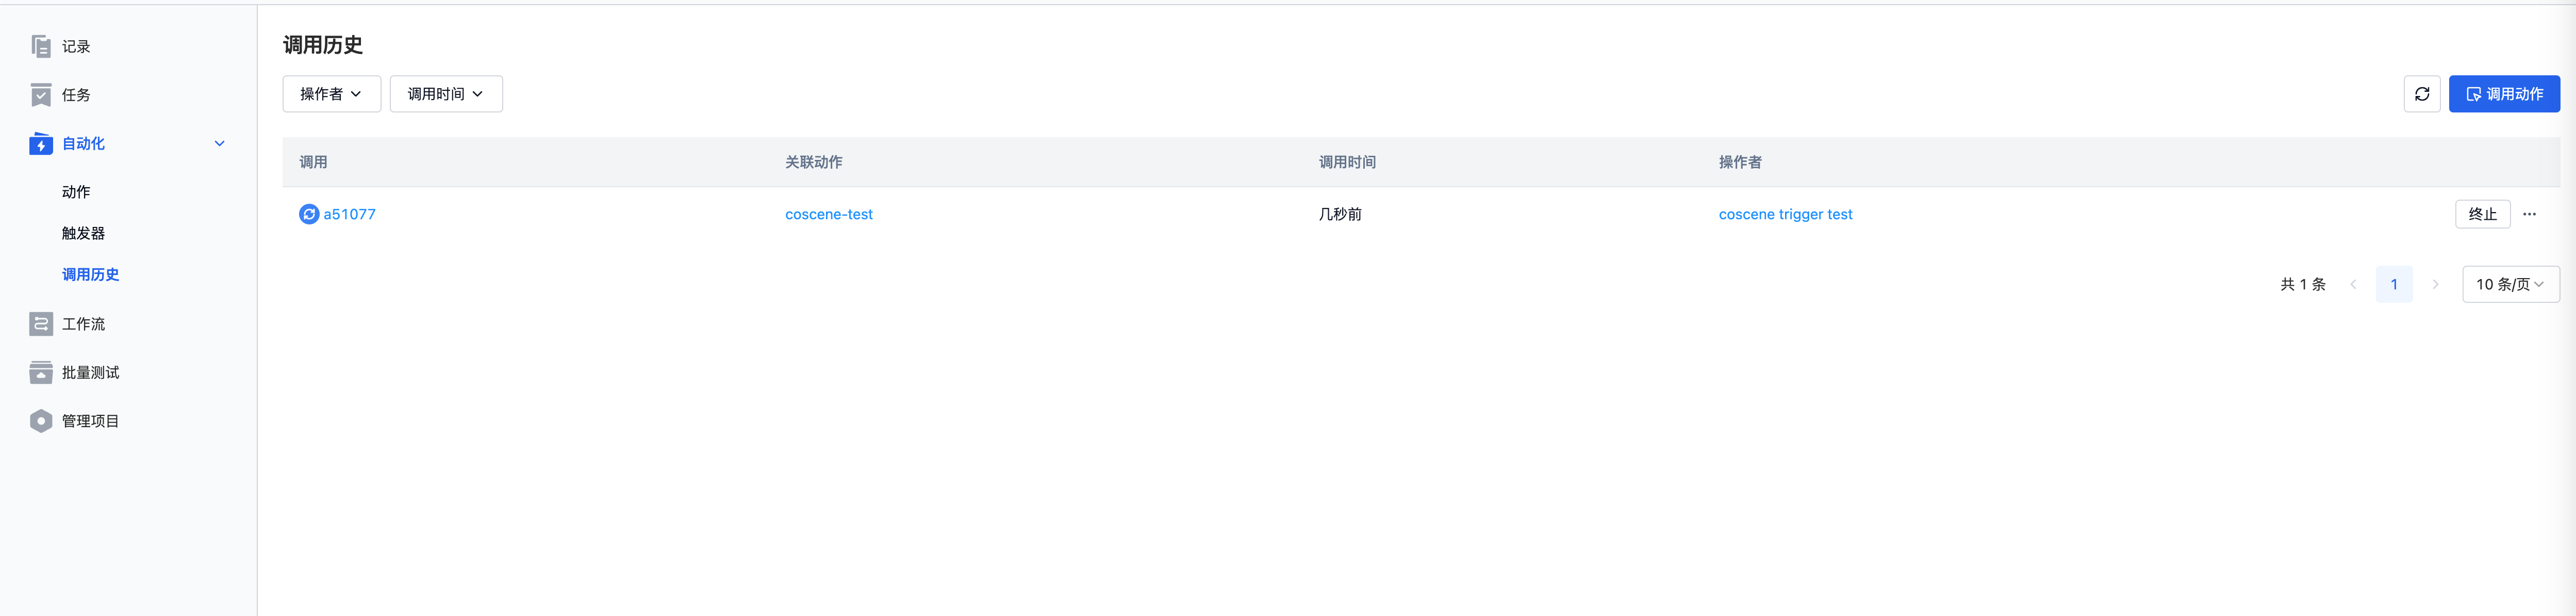 记录
任务
自动化
动作
触发器
调用历史
工作流
批量测试
管理项目
调用历史
操作者 调用时间 调用动作
调用 关联动作 调用时间 操作者
a51077 coscene-test 几秒前 coscene trigger test 终止
共 1 条 1 10 条/页